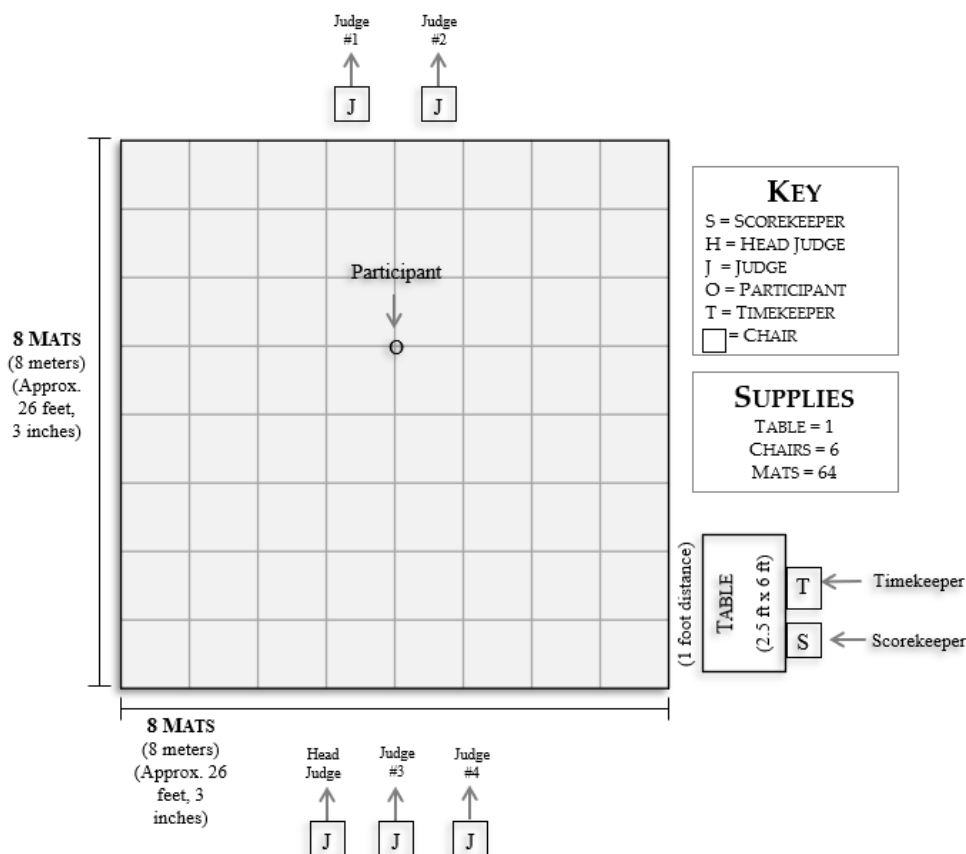 Judge
#1
Judge
#2
J
J
KEY
S = SCOREKEEPER
H = HEAD JUDGE
J = JUDGE
O = PARTICIPANT
T = TIMEKEEPER
= CHAIR
Participant
O
8 MATS
(8 meters)
(Approx.
26 feet,
3 inches)
SUPPLIES
TABLE = 1
CHAIRS = 6
MATS = 64
(1 foot distance)
TABLE
(2.5 ft x 6 ft)
T
Timekeeper
S
Scorekeeper
8 MATS
(8 meters)
(Approx. 26
feet, 3
inches)
Head
Judge
Judge
#3
Judge
#4
J
J
J